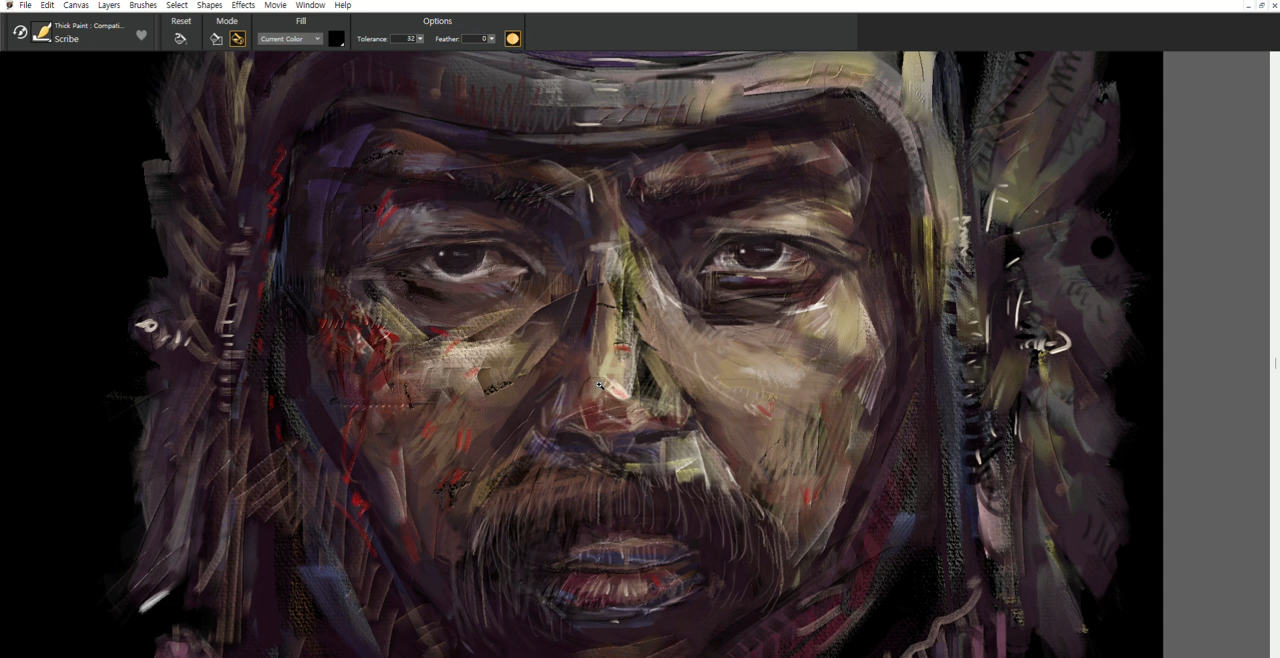 File Edit Canvas Layers Brushes Select Shapes Effects Movie Window Help
Thick Paint : Compati... Reset Mode Fill Options
Scribe Current Color Tolerance: 32 Feather: 0